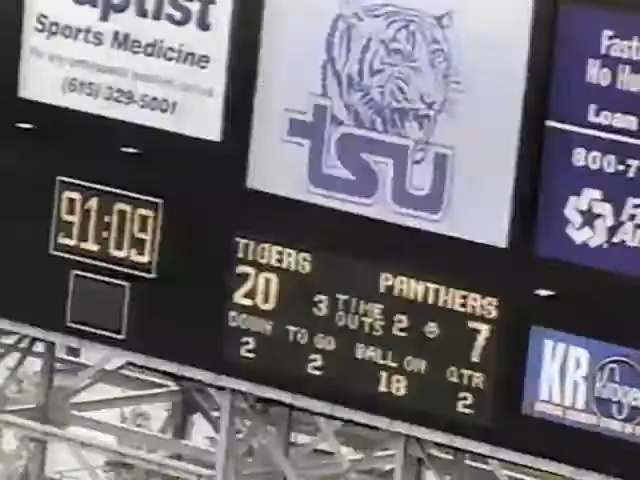 aptist
Sports Medicine
(615) 329-5001
tsu
Fast
No Hu
Loan
800-7
91:09
TIGERS
PANTHERS
20
3 TIME OUTS 2
7
DOWN TO GO BALL ON QTR
2 2 18 2
KR
Kroger